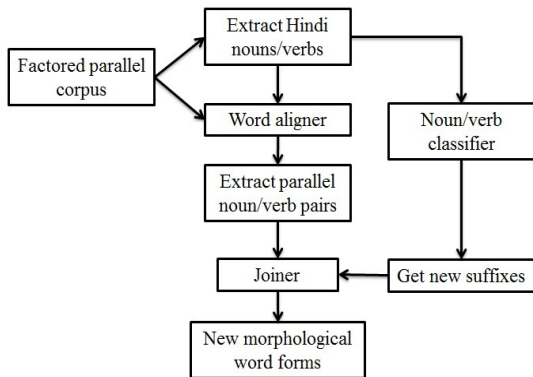 Extract Hindi
nouns/verbs
Factored parallel
corpus
Word aligner
Noun/verb
classifier
Extract parallel
noun/verb pairs
Joiner
Get new suffixes
New morphological
word forms